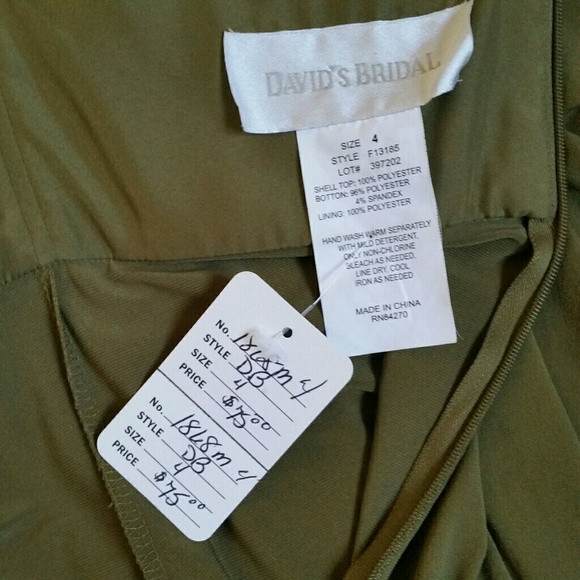 DAVID'S BRIDAL
SIZE 4
STYLE F13185
LOT# 397202
SHELL TOP: 100% POLYESTER
BOTTOM: 96% POLYESTER
4% SPANDEX
LINING: 100% POLYESTER
HAND WASH WARM SEPARATELY
WITH MILD DETERGENT,
ONLY NON-CHLORINE
BLEACH AS NEEDED,
LINE DRY, COOL
IRON AS NEEDED
MADE IN CHINA
RN84270
No. 1868m4
STYLE DB
SIZE 4
PRICE $75.00
No. 1868m4
STYLE DB
SIZE 4
PRICE $75.00